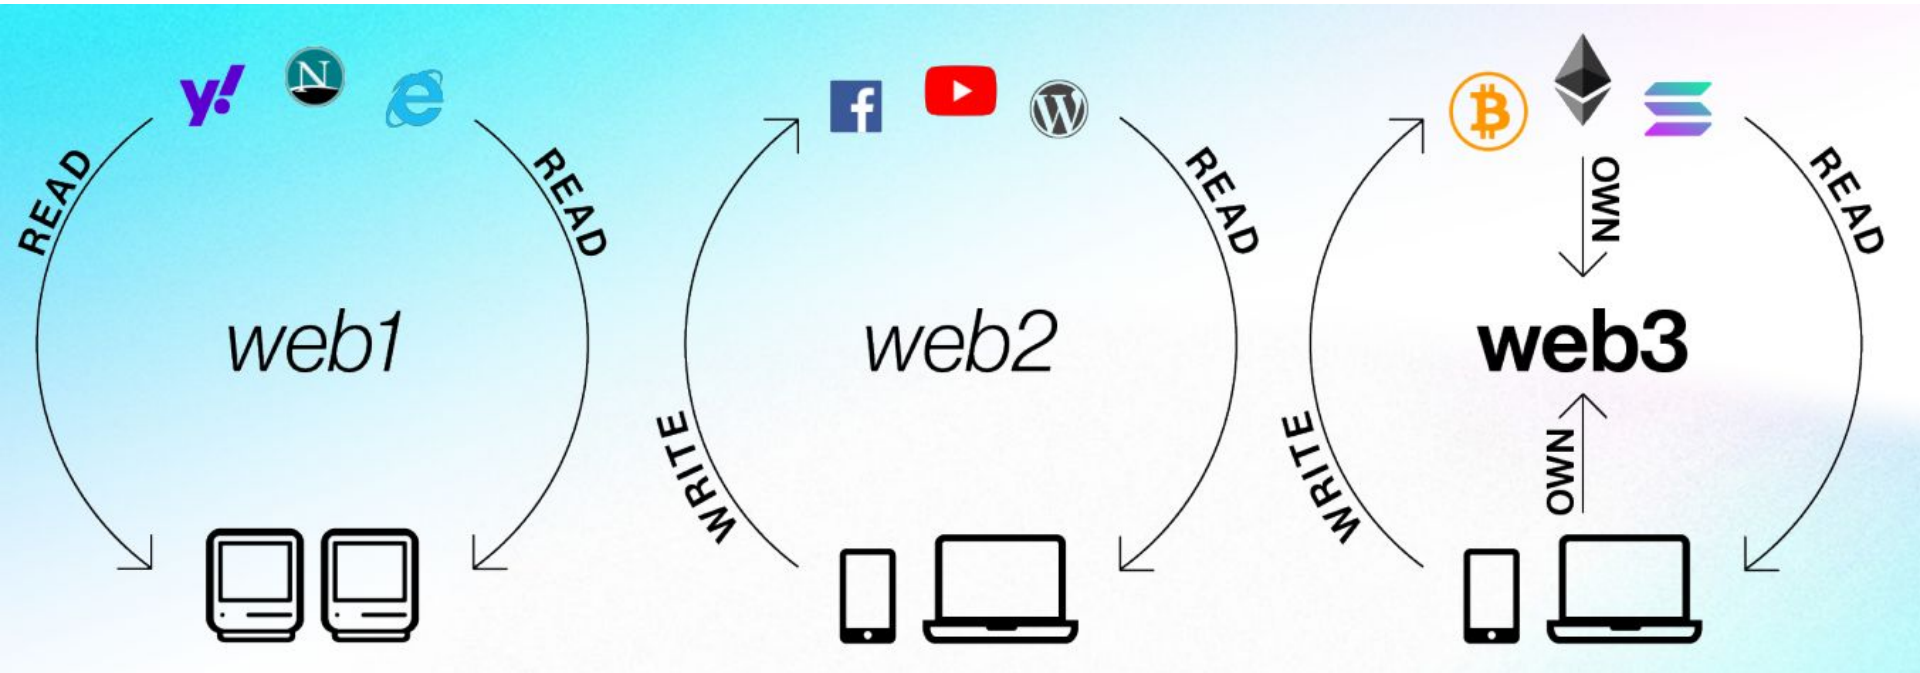 y!
N
e
READ
READ
web1
f
W
READ
WRITE
web2
OWN
READ
web3
WRITE
OWN